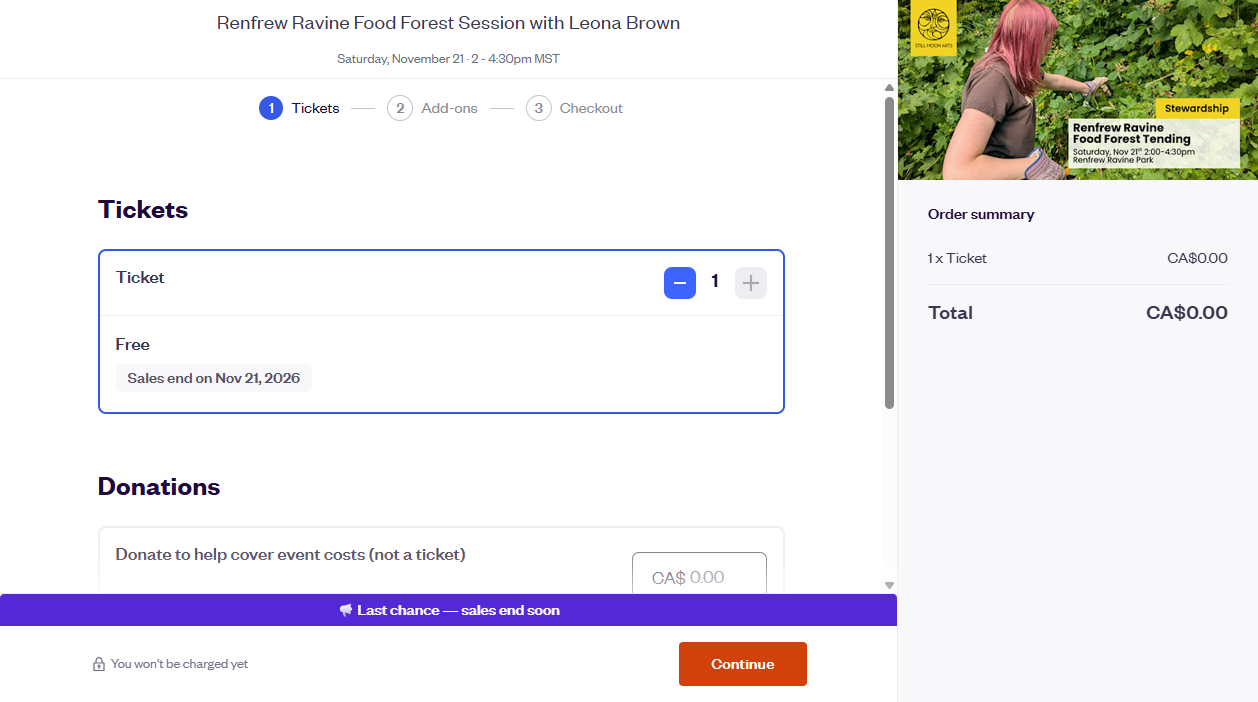 Renfrew Ravine Food Forest Session with Leona Brown
Saturday, November 21 · 2 - 4:30pm MST
1 Tickets
2 Add-ons
3 Checkout
Tickets
Ticket
1
Free
Sales end on Nov 21, 2026
Donations
Donate to help cover event costs (not a ticket)
CA$ 0.00
Last chance — sales end soon
You won't be charged yet
Continue
STILL MOON ARTS
Stewardship
Renfrew Ravine
Food Forest Tending
Saturday, Nov 21st 2:00-4:30pm
Renfrew Ravine Park
Order summary
1 x Ticket CA$0.00
Total CA$0.00